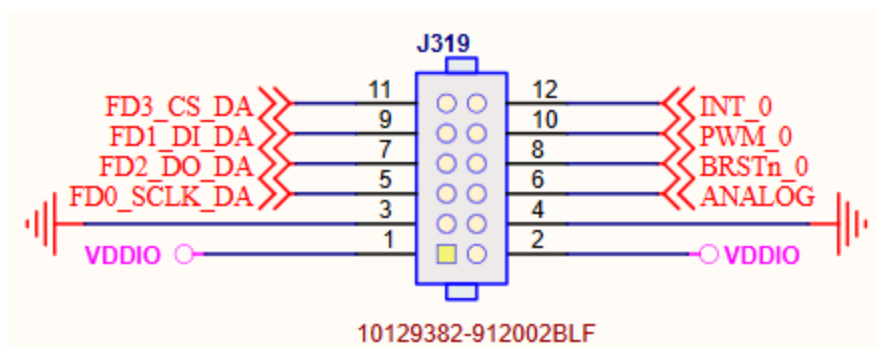 J319
FD3_CS_DA 11 12 INT_0
FD1_DI_DA 9 10 PWM_0
FD2_DO_DA 7 8 BRSTn_0
FD0_SCLK_DA 5 6 ANALOG
3 4
VDDIO 1 2 VDDIO
10129382-912002BLF